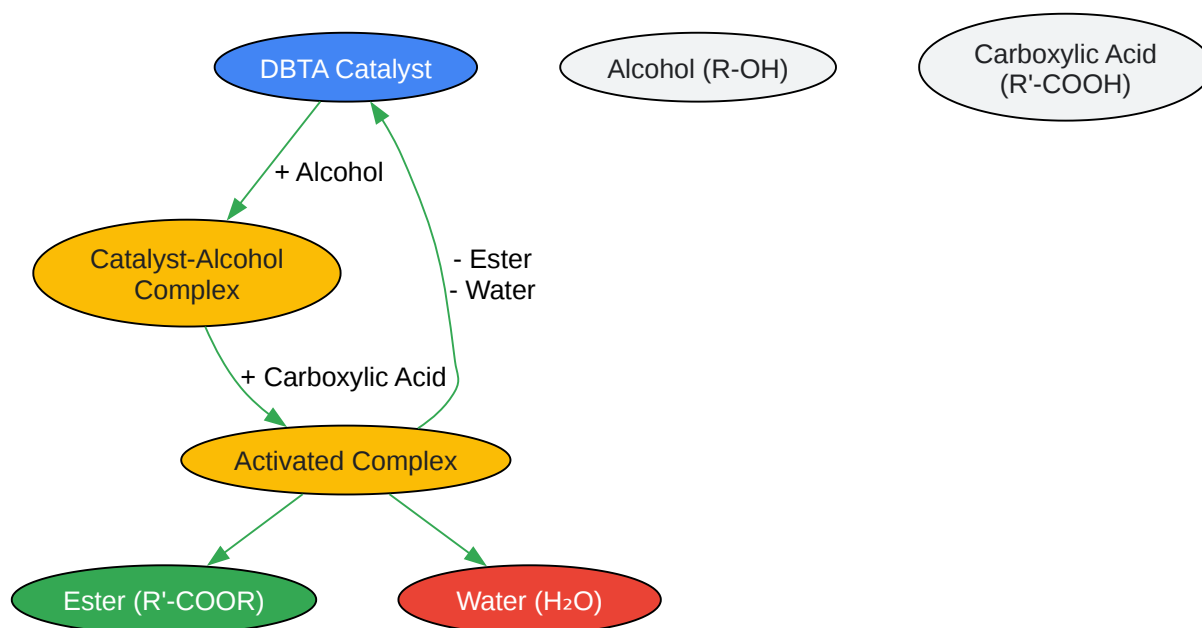 DBTA Catalyst
Alcohol (R-OH)
Carboxylic Acid
(R'-COOH)
+ Alcohol
Catalyst-Alcohol
Complex
- Ester
- Water
+ Carboxylic Acid
Activated Complex
Ester (R'-COOR)
Water (H₂O)